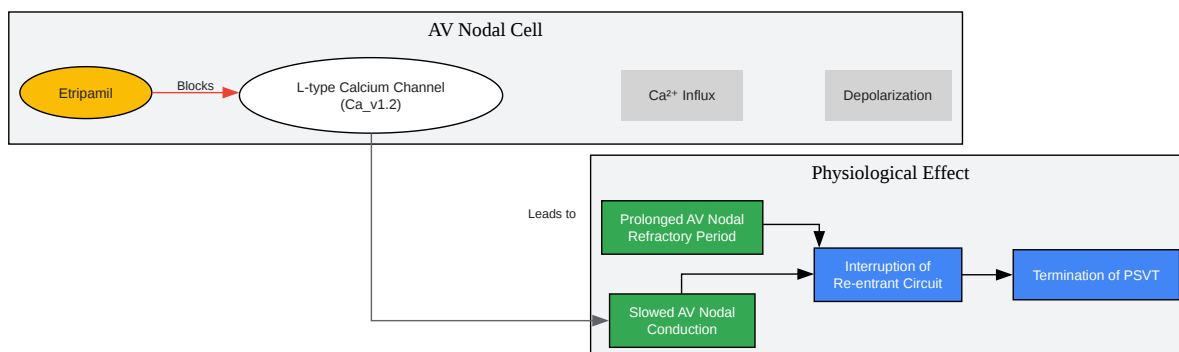 AV Nodal Cell
Etripamil
Blocks
L-type Calcium Channel
(Ca_v1.2)
Ca²⁺ Influx
Depolarization
Physiological Effect
Leads to
Prolonged AV Nodal
Refractory Period
Interruption of
Re-entrant Circuit
Termination of PSVT
Slowed AV Nodal
Conduction